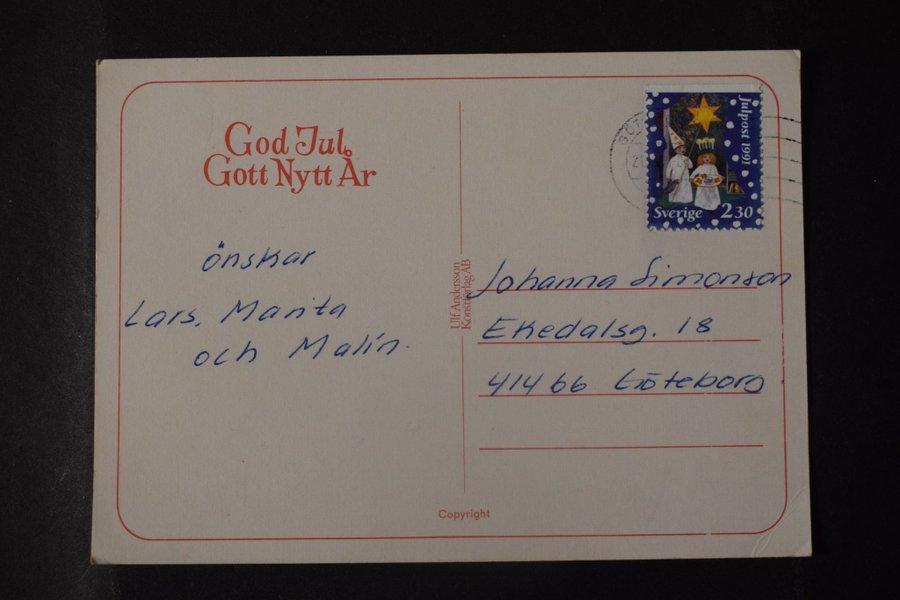 God Jul
Gott Nytt År
önskar
Lars, Marita
och Malin.
Ulf Andersson
Konstförlag AB
Julpost 1991
Sverige 2 30
Johanna Simonson
Ekedalsg. 18
414 66 Göteborg
Copyright